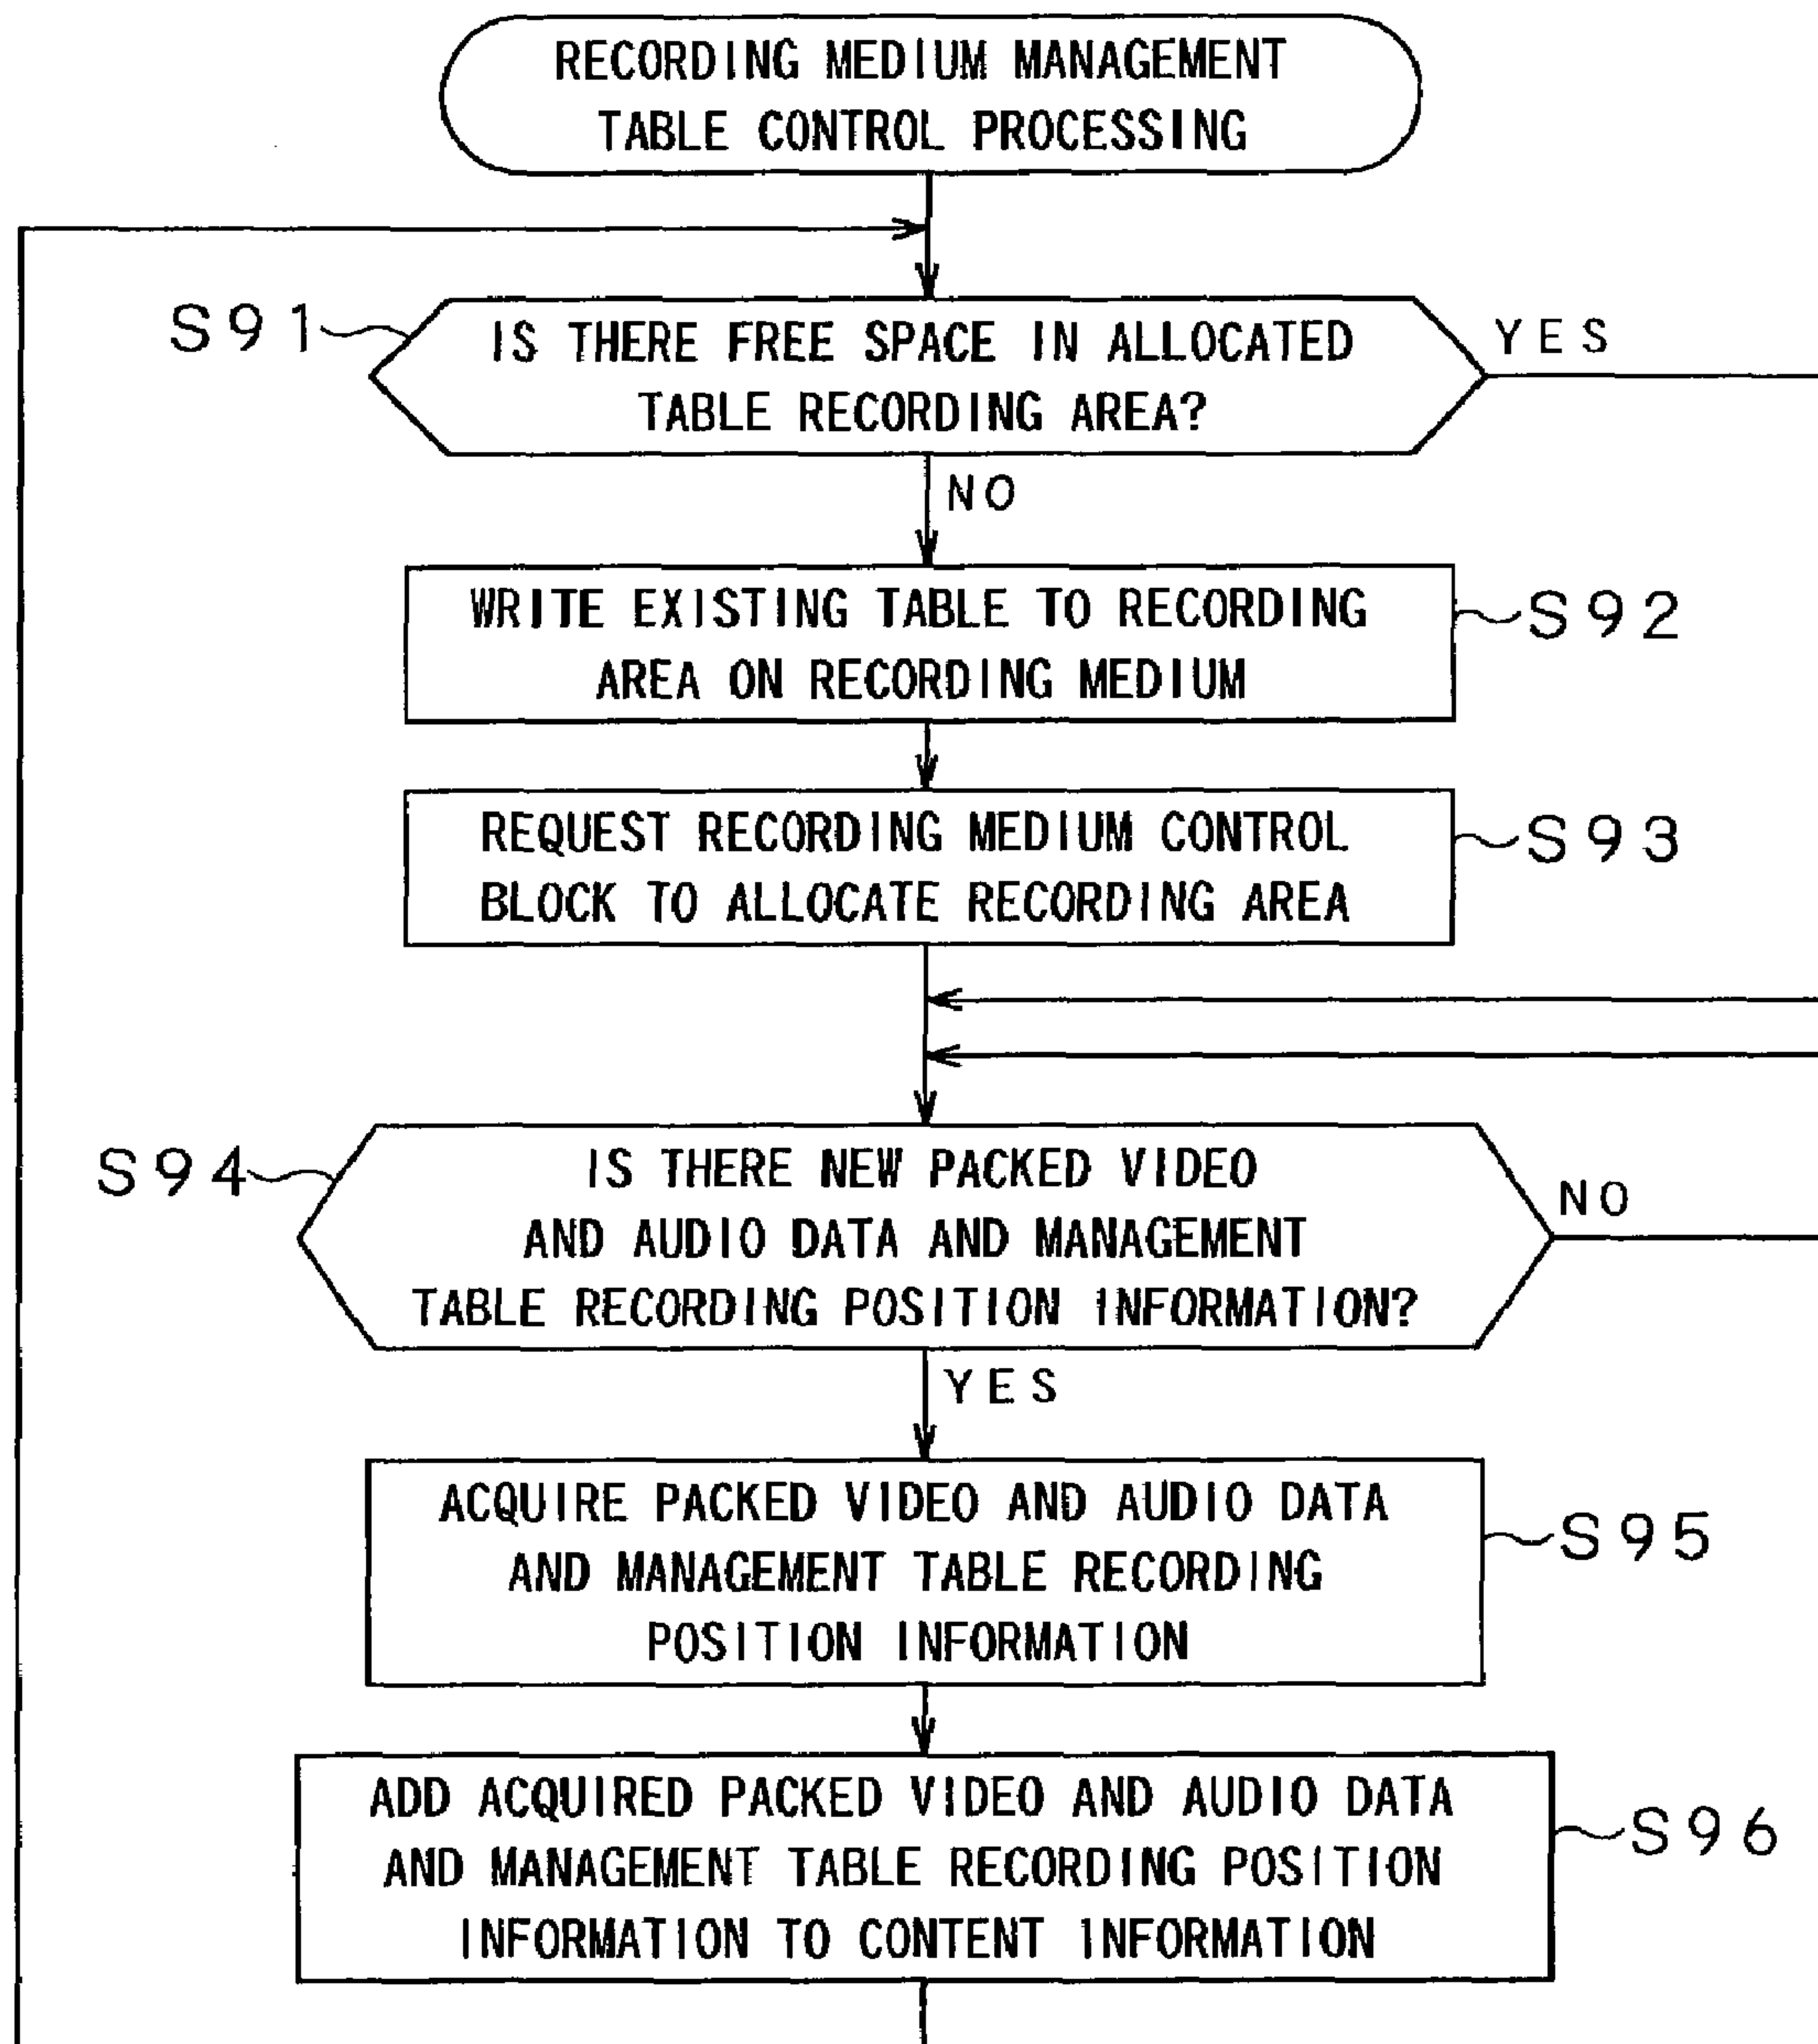 RECORDING MEDIUM MANAGEMENT
TABLE CONTROL PROCESSING
S91
IS THERE FREE SPACE IN ALLOCATED
TABLE RECORDING AREA?
YES
NO
WRITE EXISTING TABLE TO RECORDING
AREA ON RECORDING MEDIUM
S92
REQUEST RECORDING MEDIUM CONTROL
BLOCK TO ALLOCATE RECORDING AREA
S93
S94
IS THERE NEW PACKED VIDEO
AND AUDIO DATA AND MANAGEMENT
TABLE RECORDING POSITION INFORMATION?
NO
YES
ACQUIRE PACKED VIDEO AND AUDIO DATA
AND MANAGEMENT TABLE RECORDING
POSITION INFORMATION
S95
ADD ACQUIRED PACKED VIDEO AND AUDIO DATA
AND MANAGEMENT TABLE RECORDING POSITION
INFORMATION TO CONTENT INFORMATION
S96